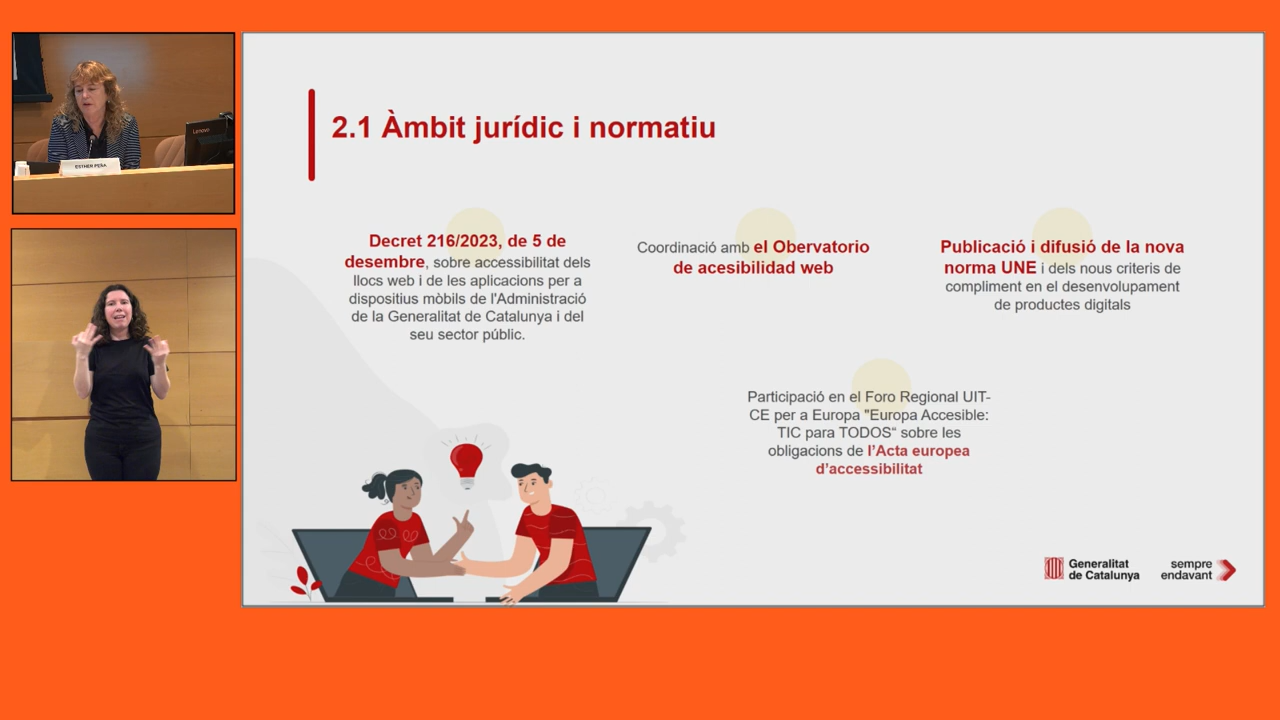 Lenovo
ESTHER PEÑA
2.1 Àmbit jurídic i normatiu
Decret 216/2023, de 5 de
desembre, sobre accessibilitat dels
llocs web i de les aplicacions per a
dispositius mòbils de l'Administració
de la Generalitat de Catalunya i del
seu sector públic.
Coordinació amb el Obervatorio
de acesibilidad web
Publicació i difusió de la nova
norma UNE i dels nous criteris de
compliment en el desenvolupament
de productes digitals
Participació en el Foro Regional UIT-
CE per a Europa "Europa Accesible:
TIC para TODOS“ sobre les
obligacions de l’Acta europea
d’accessibilitat
Generalitat
de Catalunya
sempre
endavant